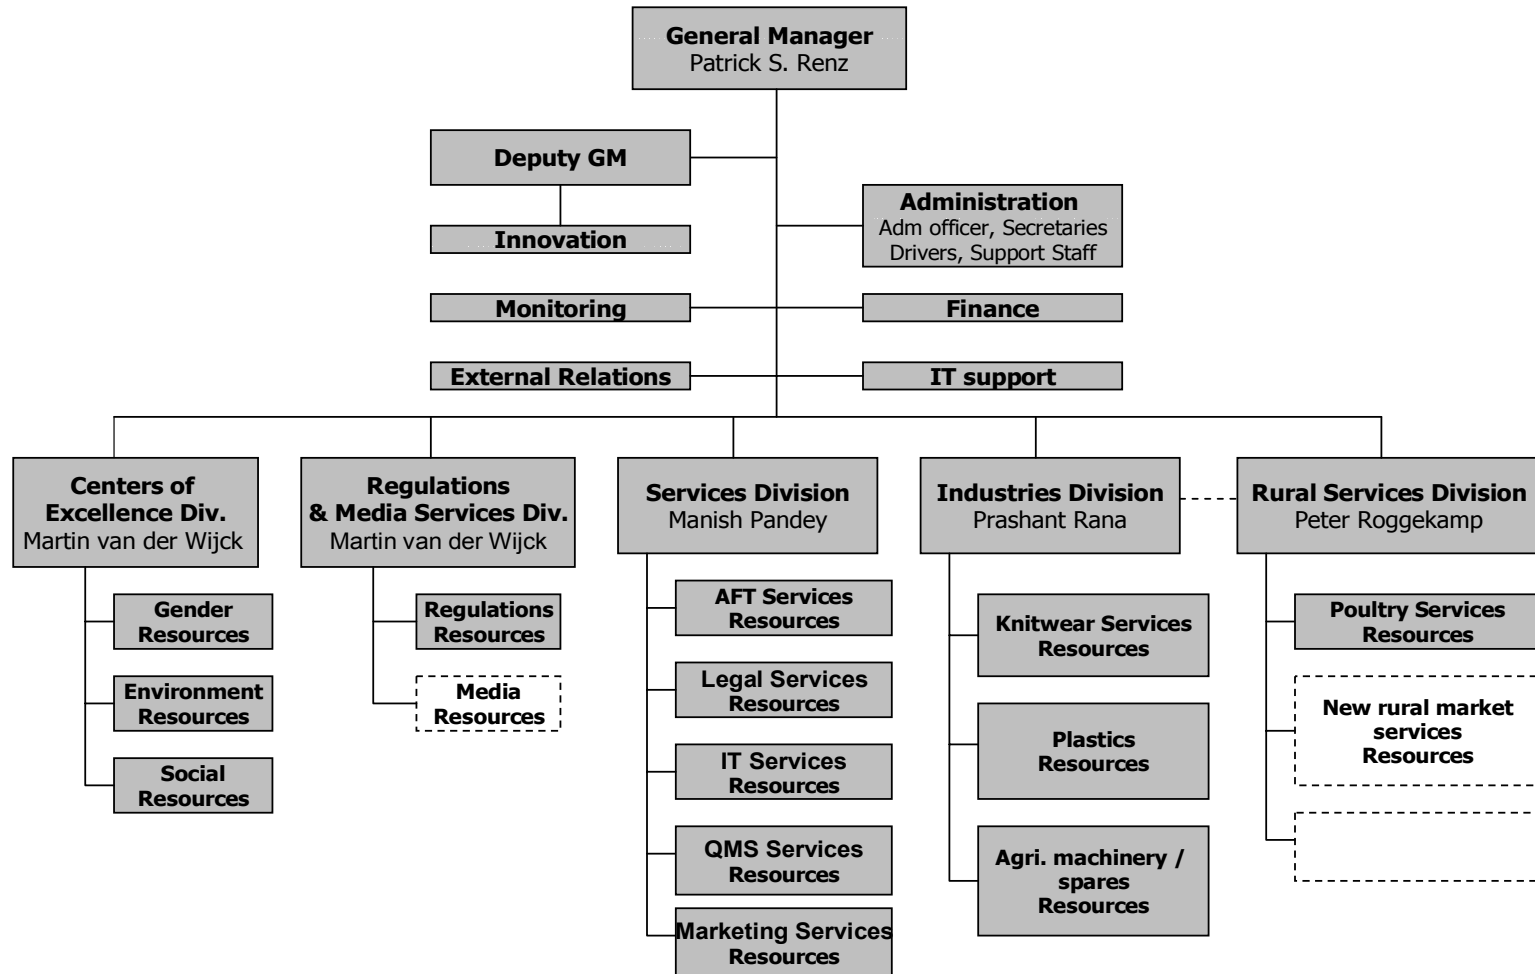 General Manager
Patrick S. Renz
Deputy GM
Administration
Adm officer, Secretaries
Drivers, Support Staff
Innovation
Monitoring
Finance
External Relations
IT support
Centers of
Excellence Div.
Martin van der Wijck
Regulations
& Media Services Div.
Martin van der Wijck
Services Division
Manish Pandey
Industries Division
Prashant Rana
Rural Services Division
Peter Roggekamp
Gender
Resources
Environment
Resources
Social
Resources
Regulations
Resources
Media
Resources
AFT Services
Resources
Legal Services
Resources
IT Services
Resources
QMS Services
Resources
Marketing Services
Resources
Knitwear Services
Resources
Plastics
Resources
Agri. machinery /
spares
Resources
Poultry Services
Resources
New rural market
services
Resources